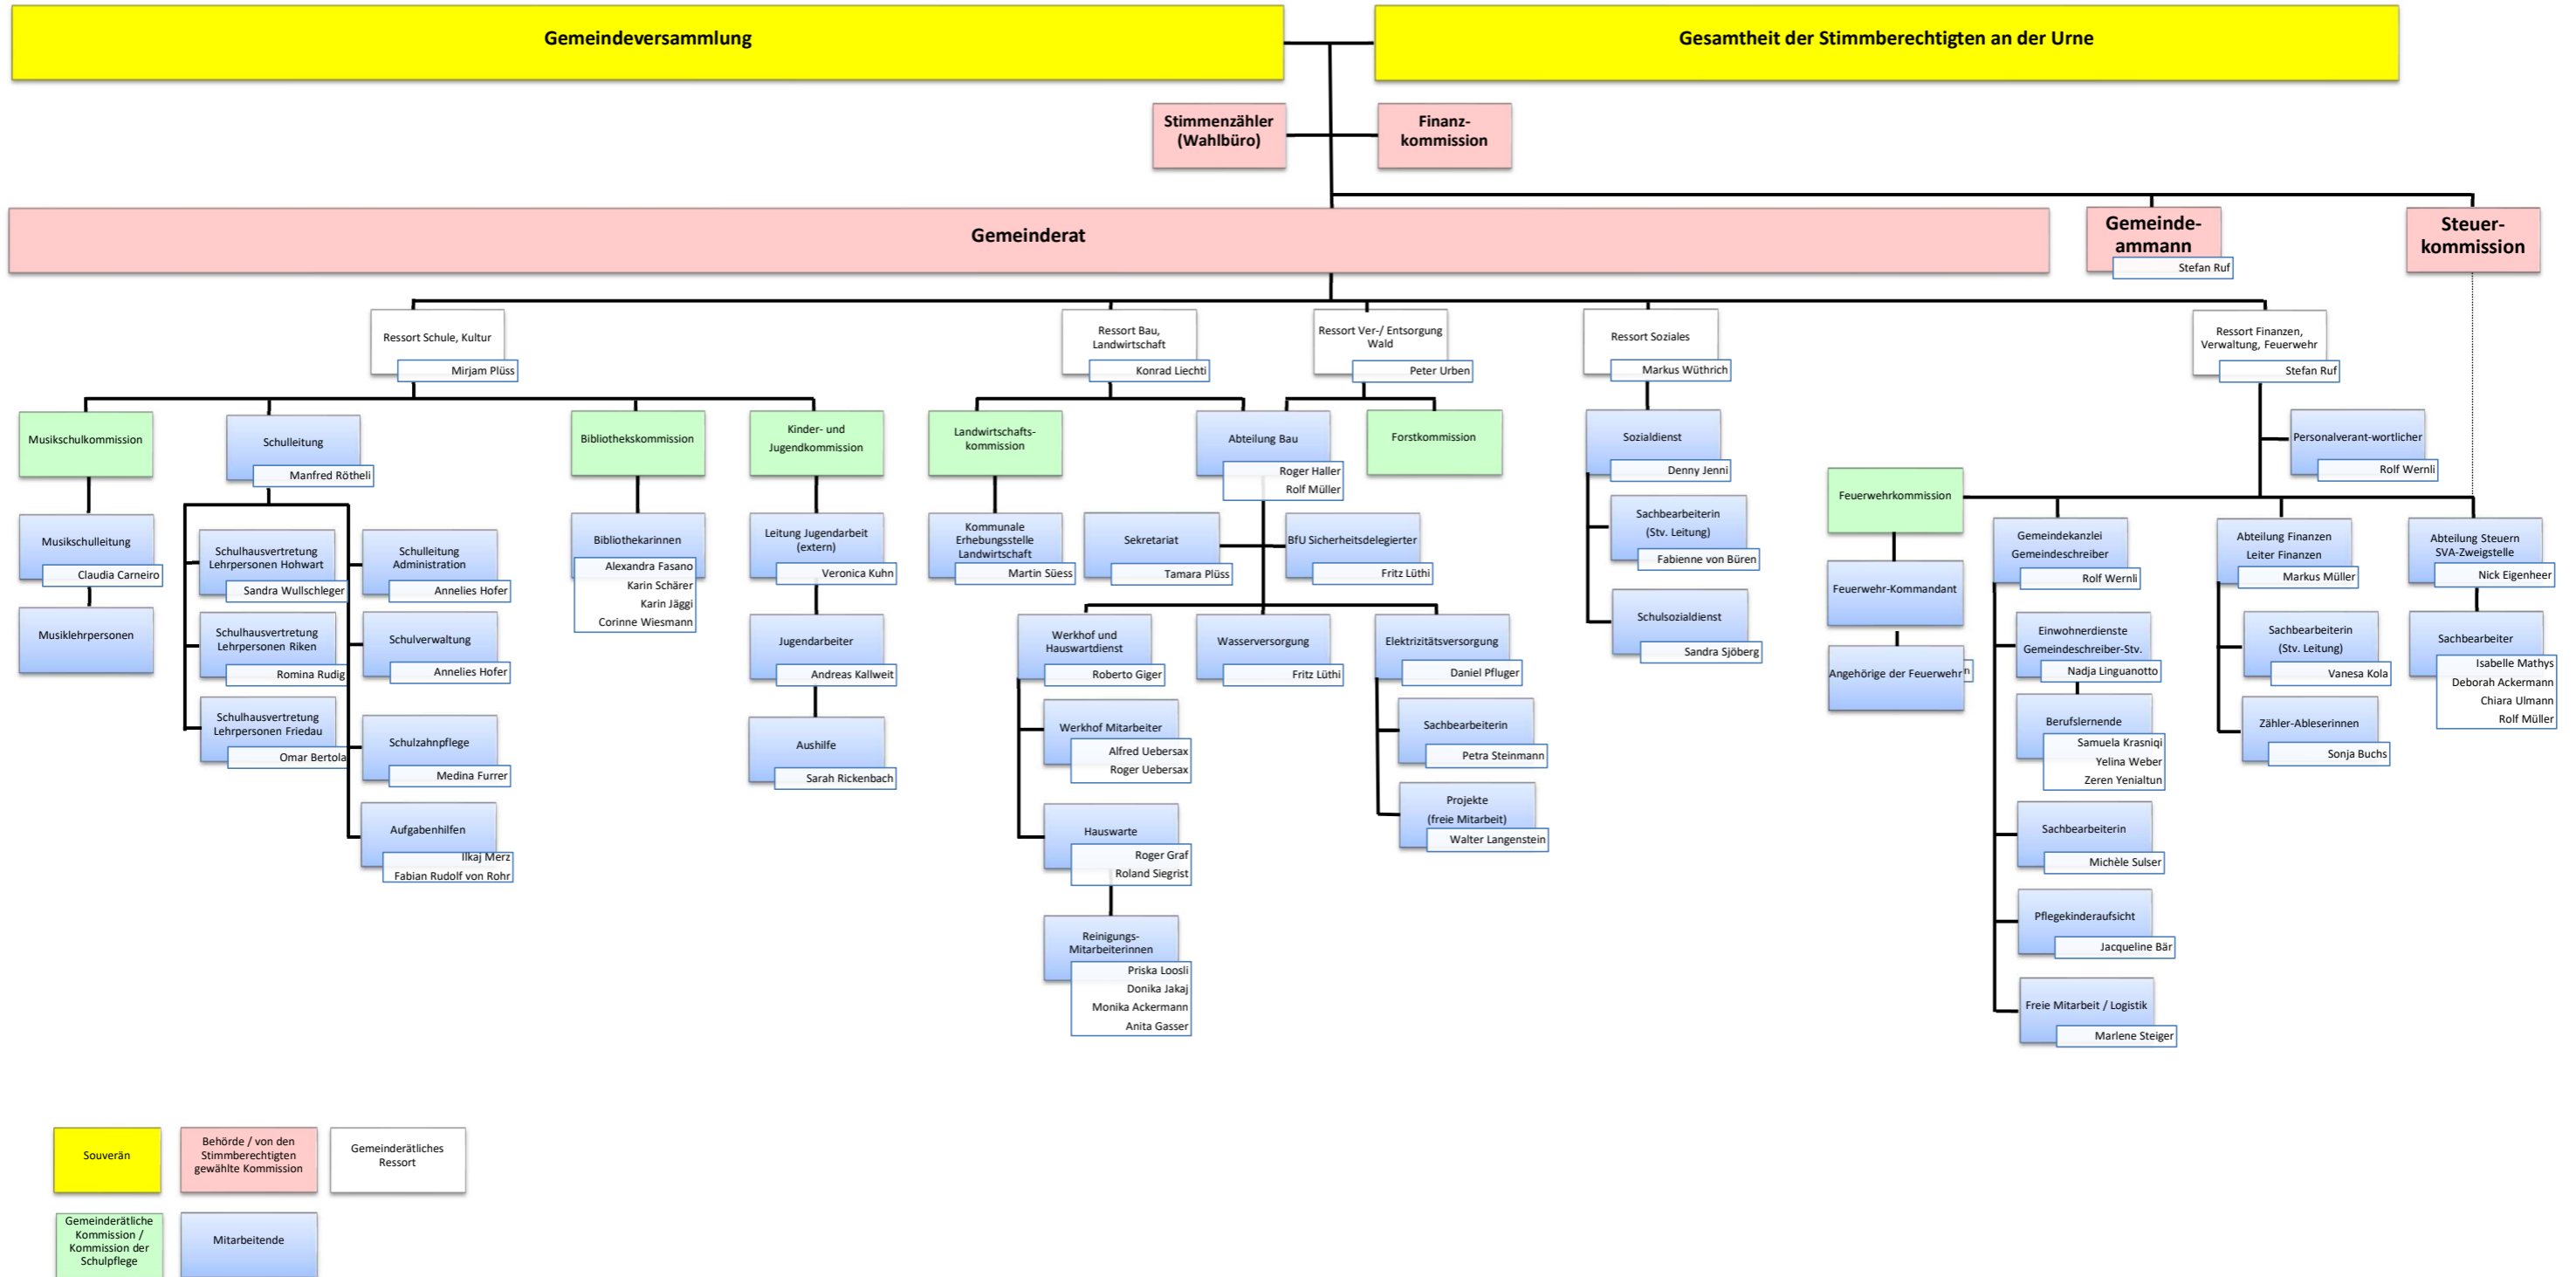 Gemeindeversammlung
Gesamtheit der Stimmberechtigten an der Urne
Stimmenzähler
(Wahlbüro)
Finanz-
kommission
Gemeinderat
Gemeinde-
ammann
Stefan Ruf
Steuer-
kommission
Ressort Schule, Kultur
Mirjam Plüss
Ressort Bau,
Landwirtschaft
Konrad Liechti
Ressort Ver-/ Entsorgung
Wald
Peter Urben
Ressort Soziales
Markus Wüthrich
Ressort Finanzen,
Verwaltung, Feuerwehr
Stefan Ruf
Musikschulkommission
Musikschulleitung
Claudia Carneiro
Musiklehrpersonen
Schulleitung
Manfred Rötheli
Schulhausvertretung
Lehrpersonen Hohwart
Sandra Wullschleger
Schulhausvertretung
Lehrpersonen Riken
Romina Rudig
Schulhausvertretung
Lehrpersonen Friedau
Omar Bertola
Schulleitung
Administration
Annelies Hofer
Schulverwaltung
Annelies Hofer
Schulzahnpflege
Medina Furrer
Aufgabenhilfen
Ilkaj Merz
Fabian Rudolf von Rohr
Bibliothekskommission
Bibliothekarinnen
Alexandra Fasano
Karin Schärer
Karin Jäggi
Corinne Wiesmann
Kinder- und
Jugendkommission
Leitung Jugendarbeit
(extern)
Veronica Kuhn
Jugendarbeiter
Andreas Kallweit
Aushilfe
Sarah Rickenbach
Landwirtschafts-
kommission
Kommunale
Erhebungsstelle
Landwirtschaft
Martin Süess
Abteilung Bau
Roger Haller
Rolf Müller
Forstkommission
Sekretariat
Tamara Plüss
BfU Sicherheitsdelegierter
Fritz Lüthi
Werkhof und
Hauswartdienst
Roberto Giger
Werkhof Mitarbeiter
Alfred Uebersax
Roger Uebersax
Hauswarte
Roger Graf
Roland Siegrist
Reinigungs-
Mitarbeiterinnen
Priska Loosli
Donika Jakaj
Monika Ackermann
Anita Gasser
Wasserversorgung
Fritz Lüthi
Elektrizitätsversorgung
Daniel Pfluger
Sachbearbeiterin
Petra Steinmann
Projekte
(freie Mitarbeit)
Walter Langenstein
Sozialdienst
Denny Jenni
Sachbearbeiterin
(Stv. Leitung)
Fabienne von Büren
Schulsozialdienst
Sandra Sjöberg
Personalverant-wortlicher
Rolf Wernli
Feuerwehrkommission
Feuerwehr-Kommandant
Angehörige der Feuerwehr
n
Gemeindekanzlei
Gemeindeschreiber
Rolf Wernli
Einwohnerdienste
Gemeindeschreiber-Stv.
Nadja Linguanotto
Berufslernende
Samuela Krasniqi
Yelina Weber
Zeren Yenialtun
Sachbearbeiterin
Michèle Sulser
Pflegekinderaufsicht
Jacqueline Bär
Freie Mitarbeit / Logistik
Marlene Steiger
Abteilung Finanzen
Leiter Finanzen
Markus Müller
Sachbearbeiterin
(Stv. Leitung)
Vanesa Kola
Zähler-Ableserinnen
Sonja Buchs
Abteilung Steuern
SVA-Zweigstelle
Nick Eigenheer
Sachbearbeiter
Isabelle Mathys
Deborah Ackermann
Chiara Ulmann
Rolf Müller
Souverän
Behörde / von den
Stimmberechtigten
gewählte Kommission
Gemeinderätliches
Ressort
Gemeinderätliche
Kommission /
Kommission der
Schulpflege
Mitarbeitende